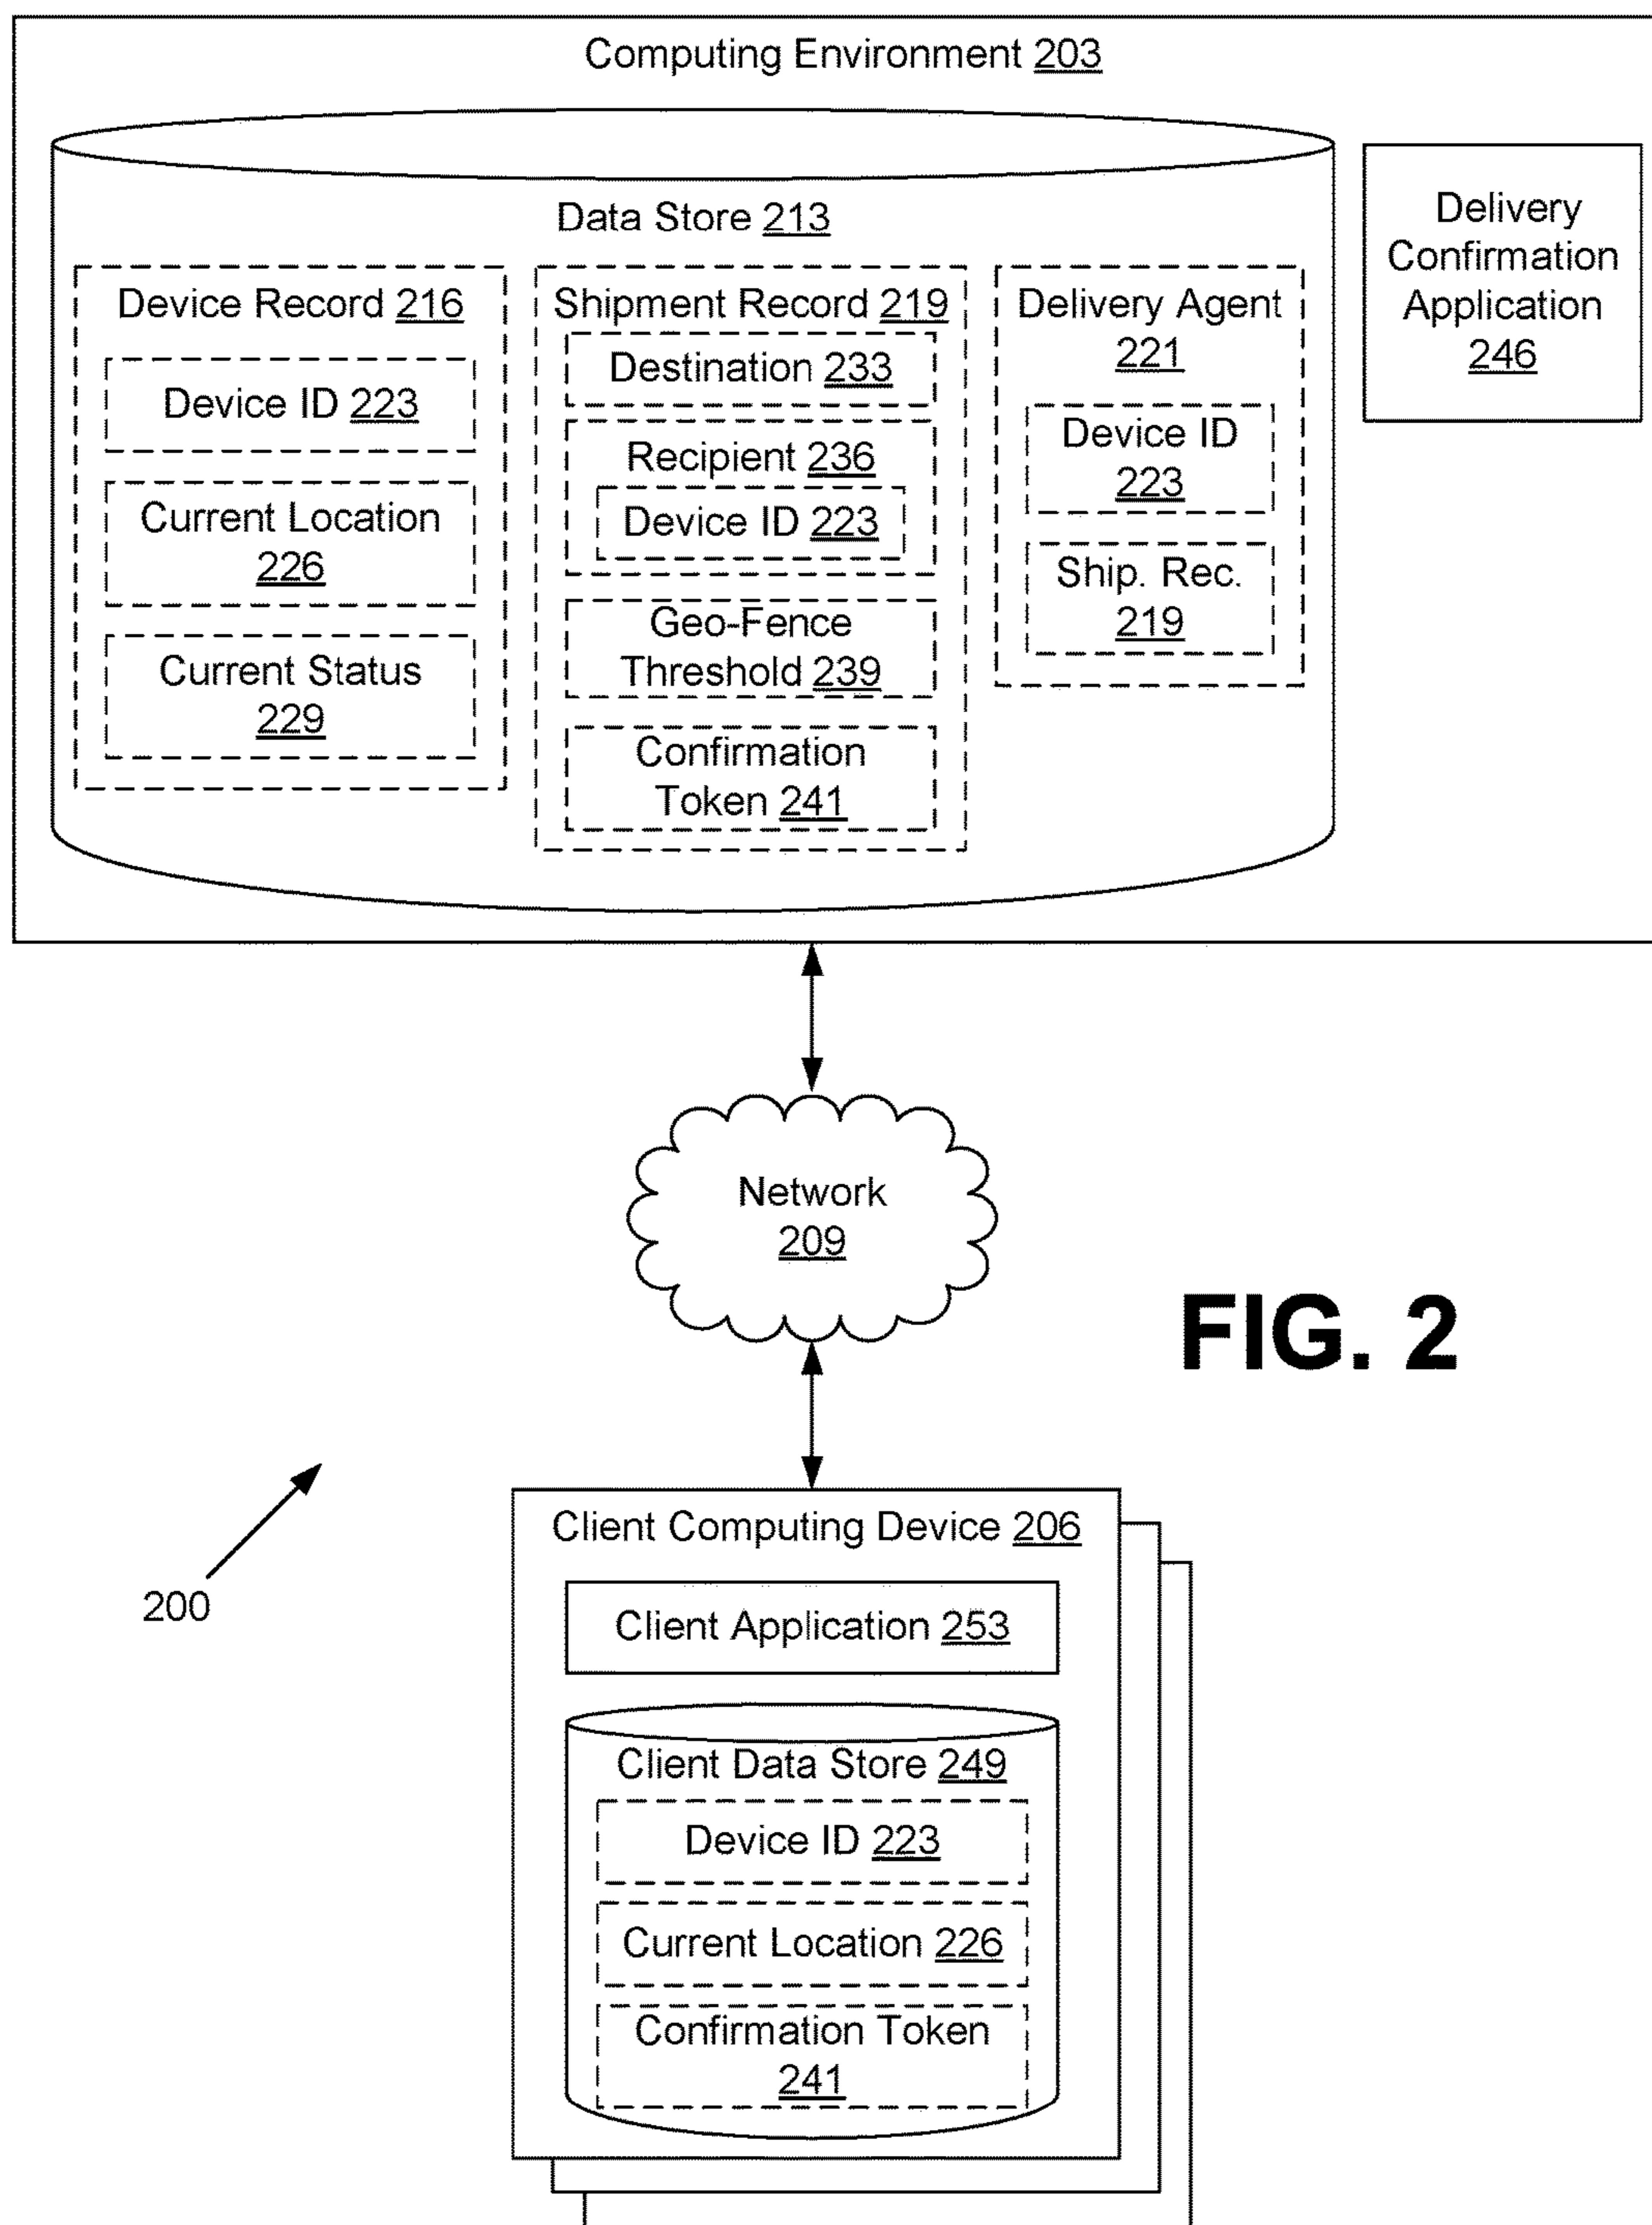 Computing Environment 203
Data Store 213
Device Record 216
Device ID 223
Current Location
226
Current Status
229
Shipment Record 219
Destination 233
Recipient 236
Device ID 223
Geo-Fence
Threshold 239
Confirmation
Token 241
Delivery Agent
221
Device ID
223
Ship. Rec.
219
Delivery
Confirmation
Application
246
Network
209
FIG. 2
200
Client Computing Device 206
Client Application 253
Client Data Store 249
Device ID 223
Current Location 226
Confirmation Token
241